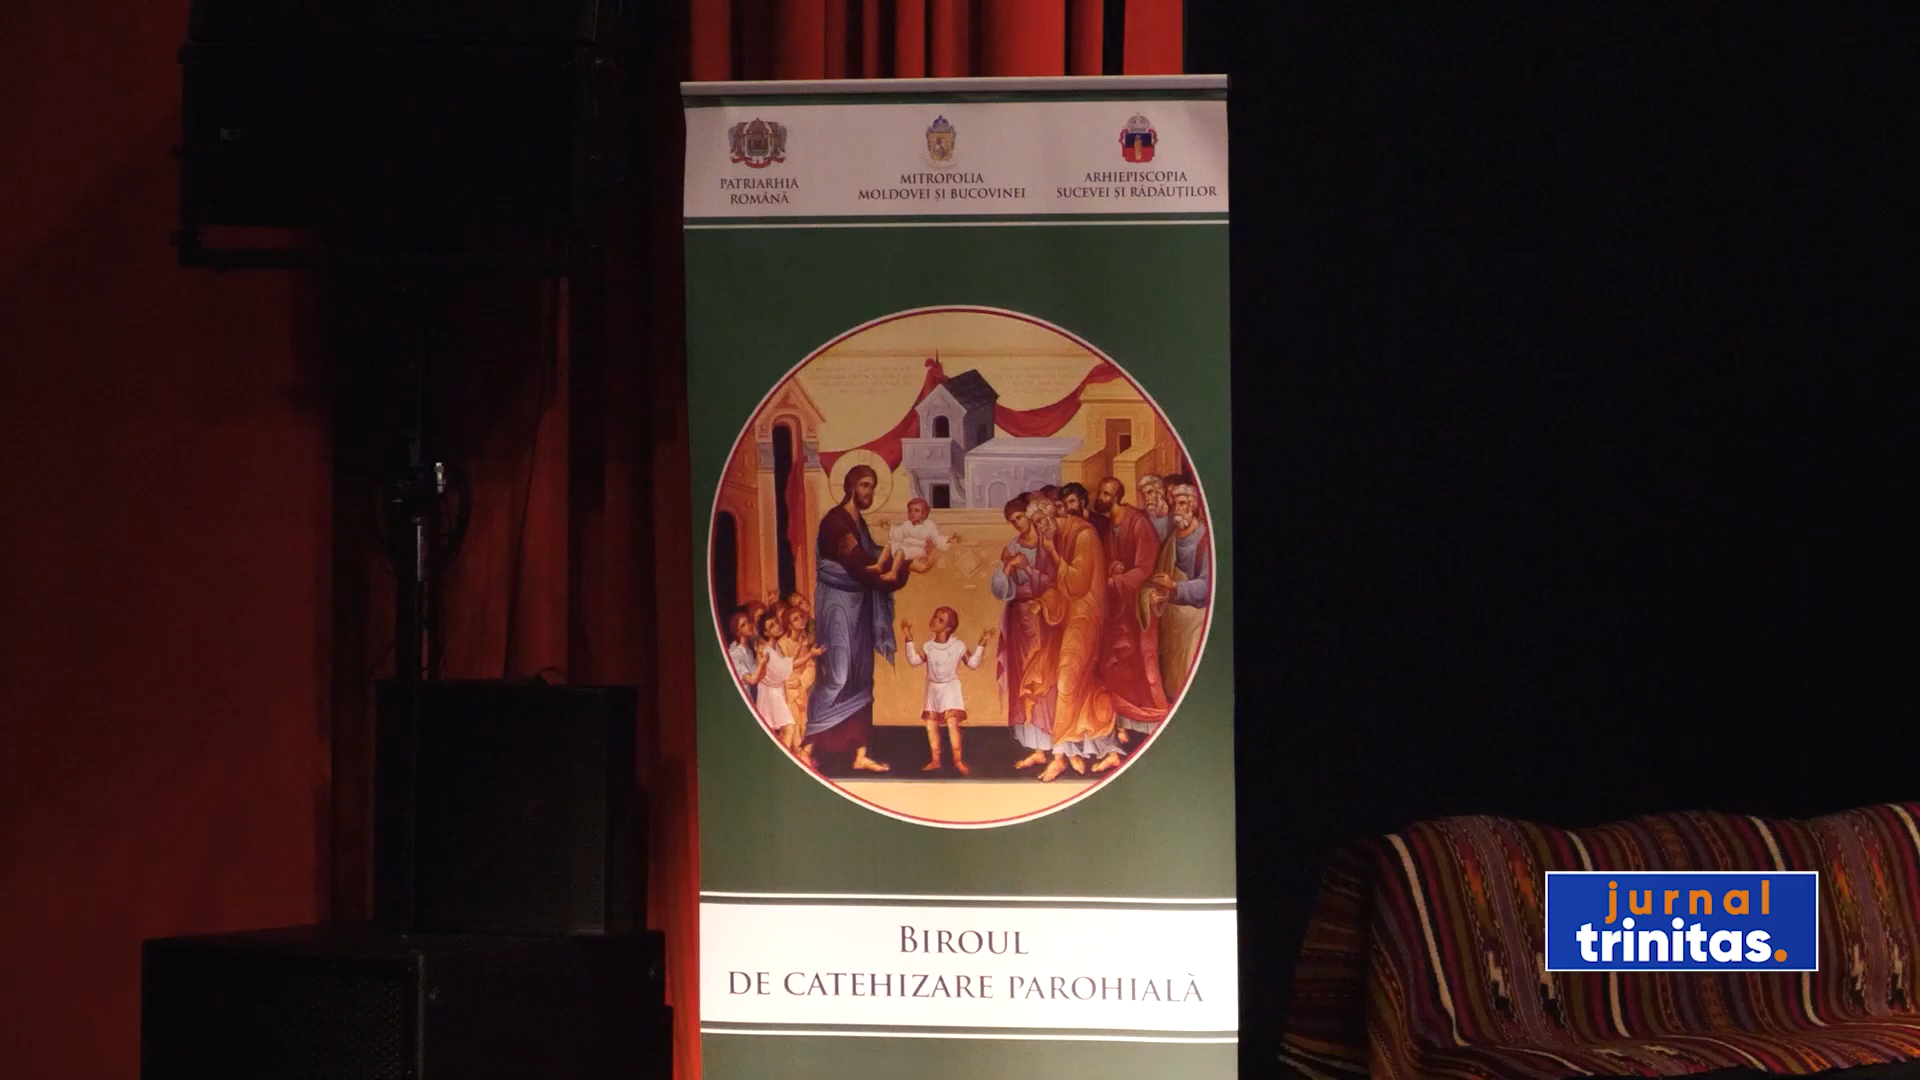 PATRIARHIA
ROMÂNĂ
MITROPOLIA
MOLDOVEI ȘI BUCOVINEI
ARHIEPISCOPIA
SUCEVEI ȘI RĂDĂUȚILOR
BIROUL
DE CATEHIZARE PAROHIALĂ
jurnal
trinitas.